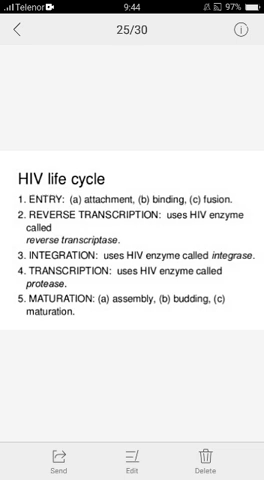 Telenor
9:44
97%
25/30
HIV life cycle
1. ENTRY: (a) attachment, (b) binding, (c) fusion.
2. REVERSE TRANSCRIPTION: uses HIV enzyme
called
reverse transcriptase.
3. INTEGRATION: uses HIV enzyme called integrase.
4. TRANSCRIPTION: uses HIV enzyme called
protease.
5. MATURATION: (a) assembly, (b) budding, (c)
maturation.
Send
Edit
Delete